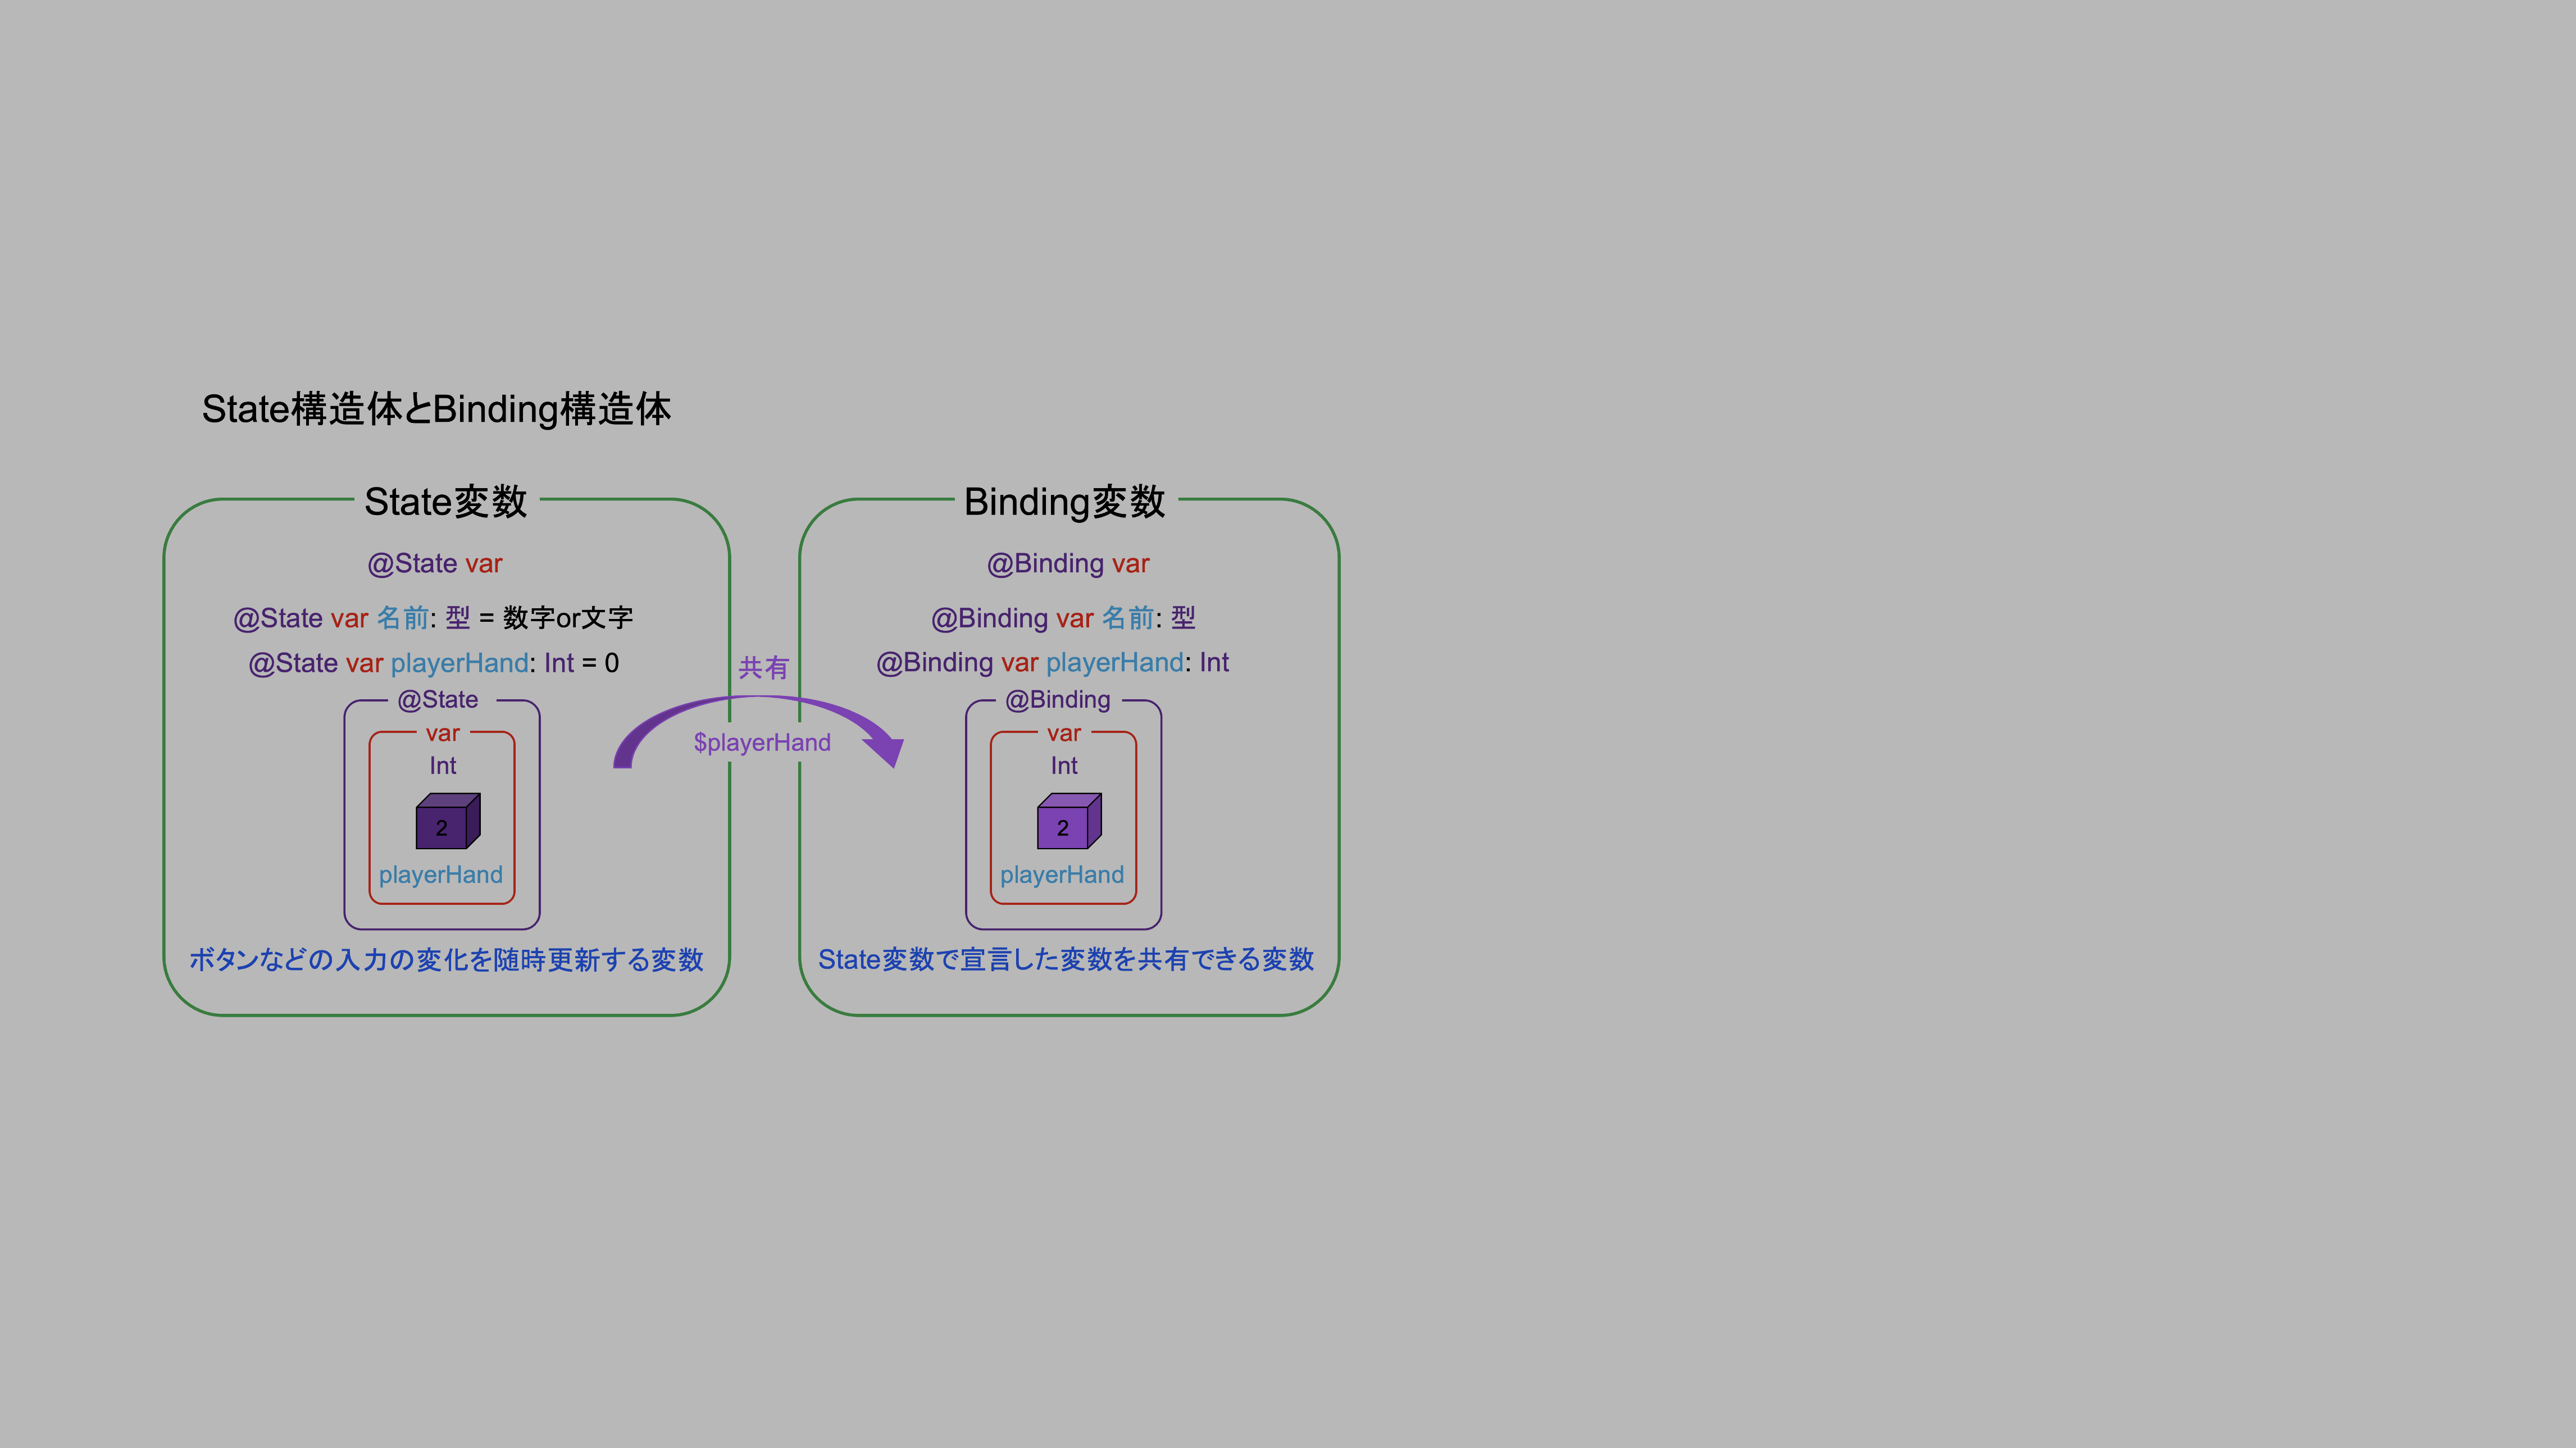 State構造体とBinding構造体
State変数
@State var
@State var 名前: 型 = 数字or文字
@State var playerHand: Int = 0
@State
var
Int
2
playerHand
ボタンなどの入力の変化を随時更新する変数
共有
$playerHand
Binding変数
@Binding var
@Binding var 名前: 型
@Binding var playerHand: Int
@Binding
var
Int
2
playerHand
State変数で宣言した変数を共有できる変数